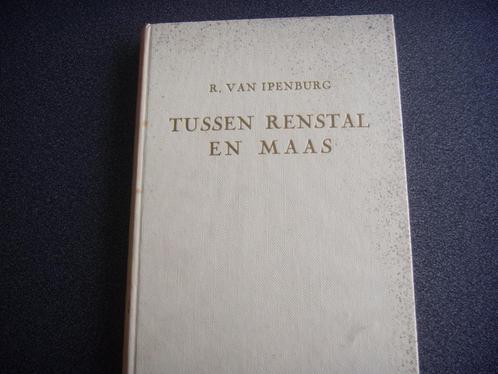 R. VAN IPENBURG
TUSSEN RENSTAL
EN MAAS